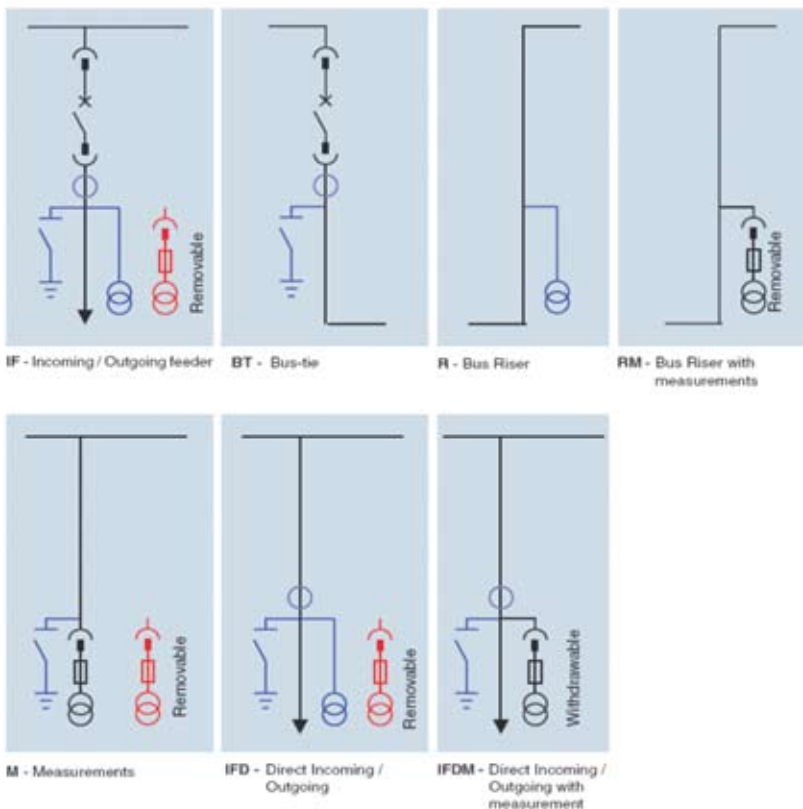 Removable
Removable
IF - Incoming / Outgoing feeder
BT - Bus-tie
R - Bus Riser
RM - Bus Riser with
measurements
Removable
Removable
Withdrawable
M - Measurements
IFD - Direct Incoming /
Outgoing
IFDM - Direct Incoming /
Outgoing with
measurement